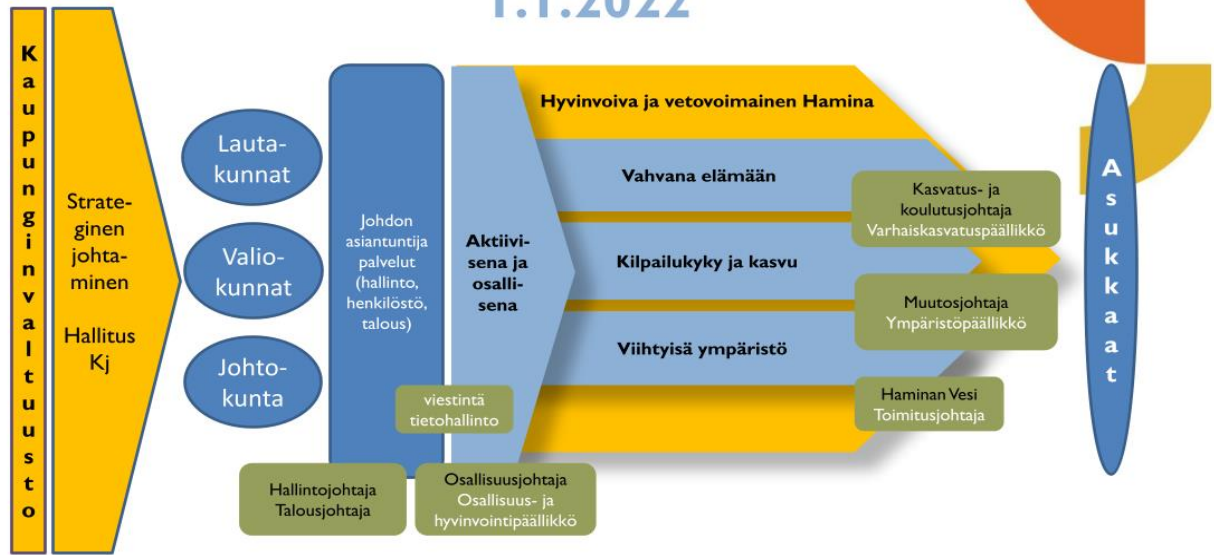 1.1.2022
Kaupunginvaltuusto
Strate-
ginen
johta-
minen
Hallitus
Kj
Lauta-
kunnat
Valio-
kunnat
Johto-
kunta
Johdon
asiantuntija
palvelut
(hallinto,
henkilöstö,
talous)
Aktiivi-
sena ja
osalli-
sena
Hyvinvoiva ja vetovoimainen Hamina
Vahvana elämään
Kilpailukyky ja kasvu
Viihtyisä ympäristö
Kasvatus- ja
koulutusjohtaja
Varhaiskasvatuspäällikkö
Muutosjohtaja
Ympäristöpäällikkö
Haminan Vesi
Toimitusjohtaja
viestintä
tietohallinto
Hallintojohtaja
Talousjohtaja
Osallisuusjohtaja
Osallisuus- ja
hyvinvointipäällikkö
Asukkaat